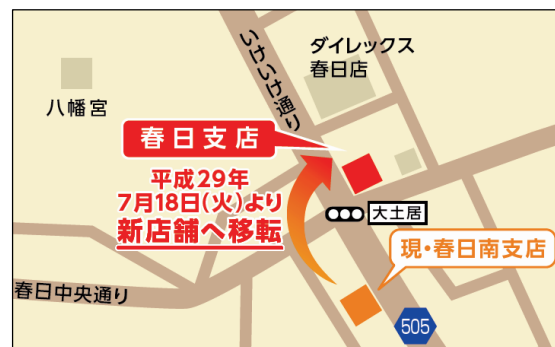 いけいけ通り
ダイレックス
春日店
八幡宮
春日支店
平成29年
7月18日(火)より
新店舗へ移転
大土居
現・春日南支店
春日中央通り
505